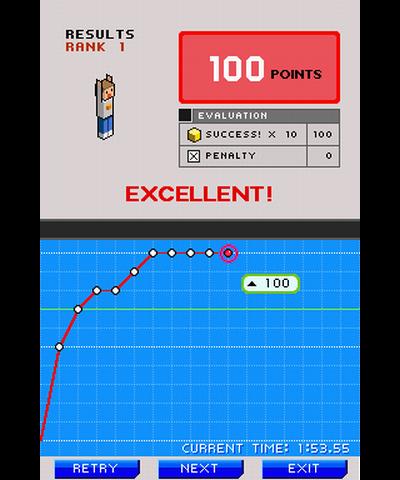 RESULTS
RANK 1
100 POINTS
EVALUATION
SUCCESS! X 10 100
PENALTY 0
EXCELLENT!
▲ 100
CURRENT TIME: 1:53.55
RETRY NEXT EXIT